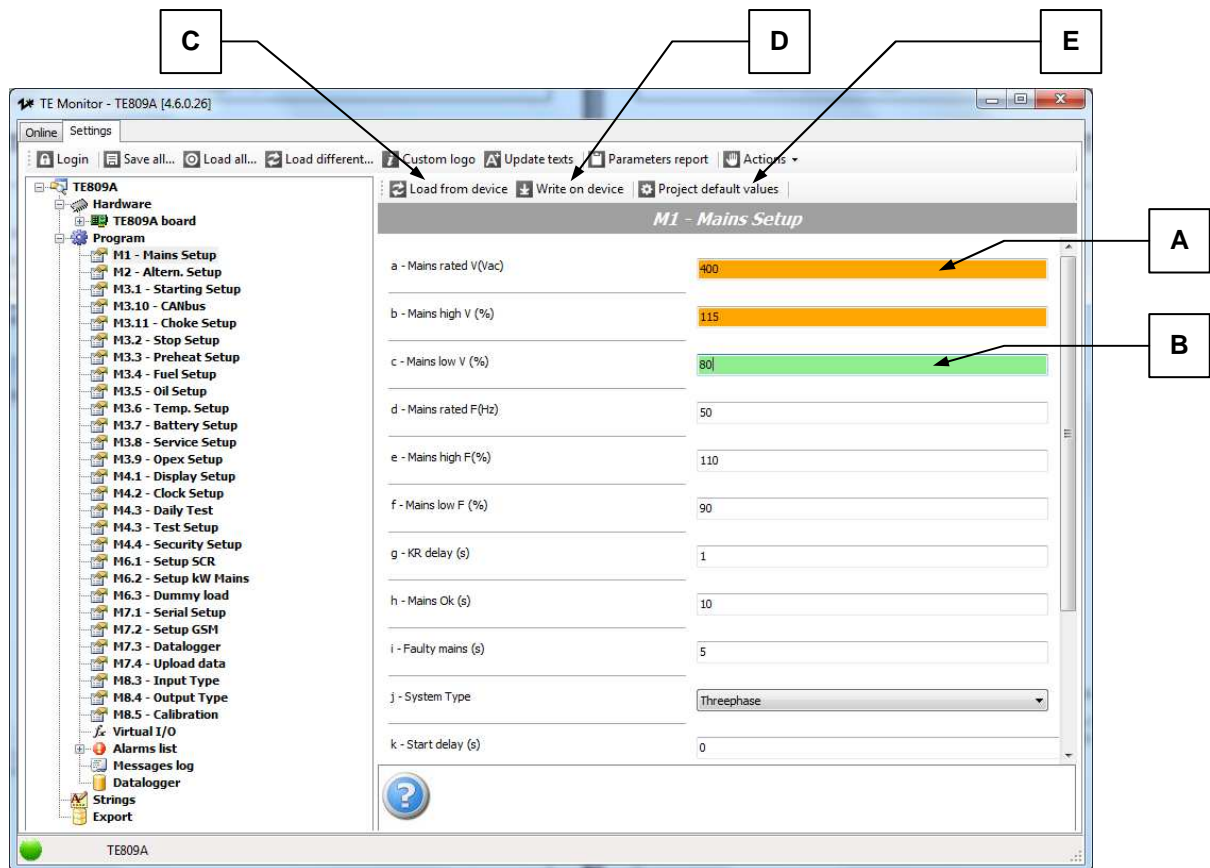 C
D
E
TE Monitor - TE809A [4.6.0.26]
Online Settings
Login Save all... Load all... Load different... Custom logo Update texts Parameters report Actions
TE809A
Hardware
TE809A board
Program
M1 - Mains Setup
M2 - Altern. Setup
M3.1 - Starting Setup
M3.10 - CANbus
M3.11 - Choke Setup
M3.2 - Stop Setup
M3.3 - Preheat Setup
M3.4 - Fuel Setup
M3.5 - Oil Setup
M3.6 - Temp. Setup
M3.7 - Battery Setup
M3.8 - Service Setup
M3.9 - Opex Setup
M4.1 - Display Setup
M4.2 - Clock Setup
M4.3 - Daily Test
M4.3 - Test Setup
M4.4 - Security Setup
M6.1 - Setup SCR
M6.2 - Setup kW Mains
M6.3 - Dummy load
M7.1 - Serial Setup
M7.2 - Setup GSM
M7.3 - Datalogger
M7.4 - Upload data
M8.3 - Input Type
M8.4 - Output Type
M8.5 - Calibration
fx Virtual I/O
Alarms list
Messages log
Datalogger
Strings
Export
Load from device Write on device Project default values
M1 - Mains Setup
a - Mains rated V(Vac) 400
b - Mains high V (%) 115
c - Mains low V (%) 80
d - Mains rated F(Hz) 50
e - Mains high F(%) 110
f - Mains low F (%) 90
g - KR delay (s) 1
h - Mains Ok (s) 10
i - Faulty mains (s) 5
j - System Type Threephase
k - Start delay (s) 0
A
B
TE809A